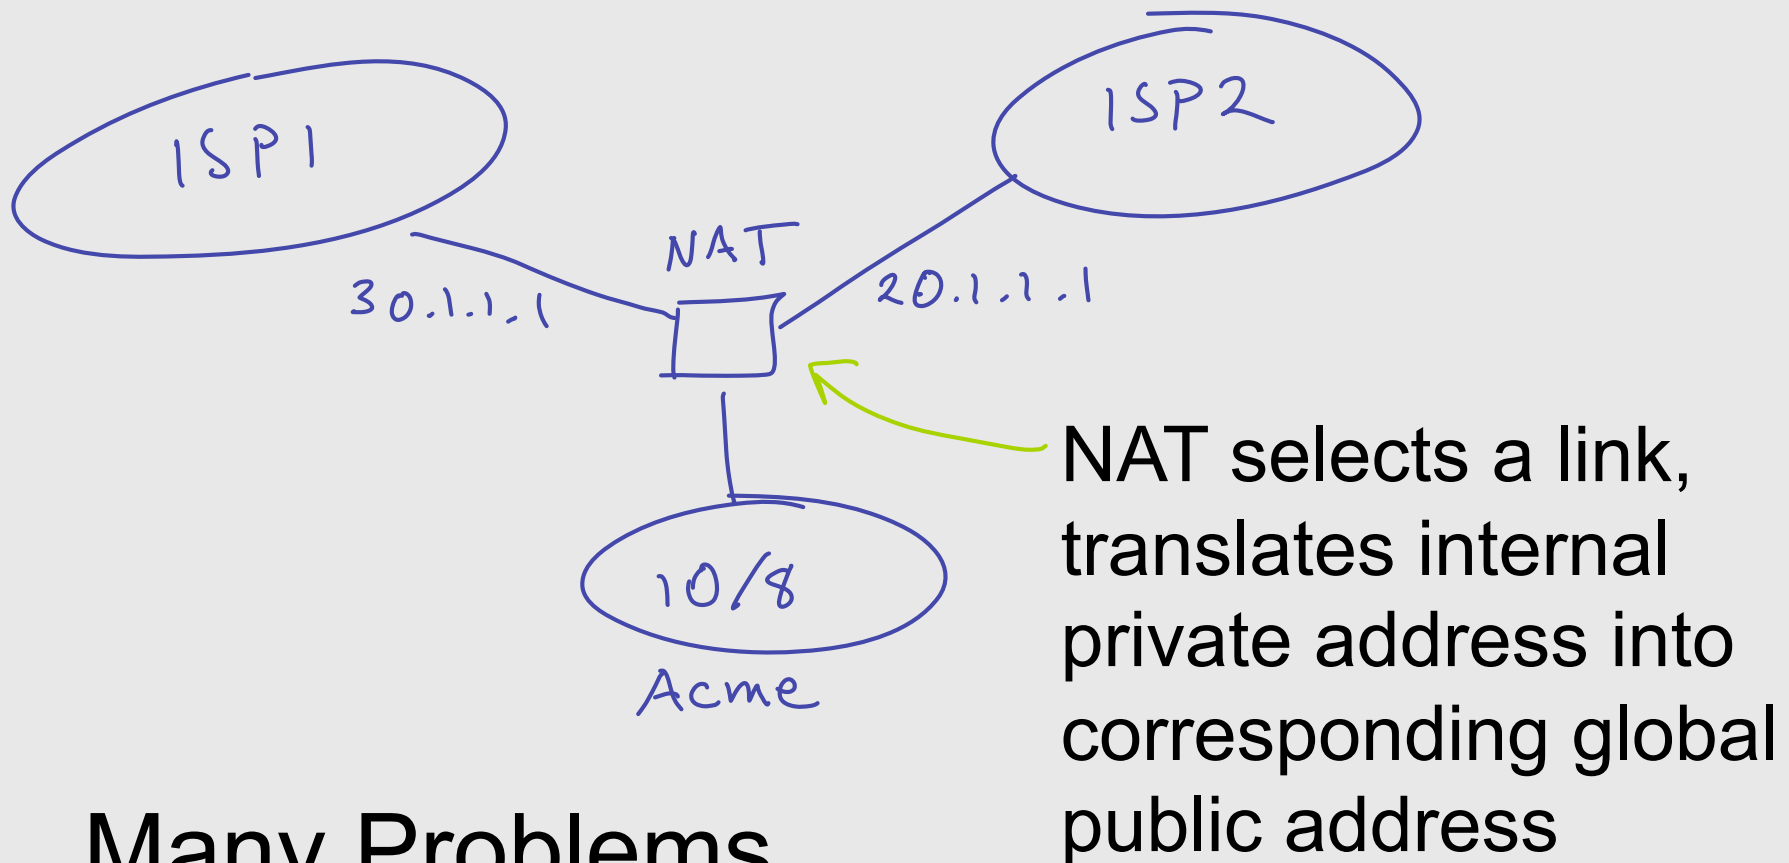 ISP1
ISP2
NAT
30.1.1.1
20.1.1.1
10/8
Acme
NAT selects a link,
translates internal
private address into
corresponding global
public address
Many Problems